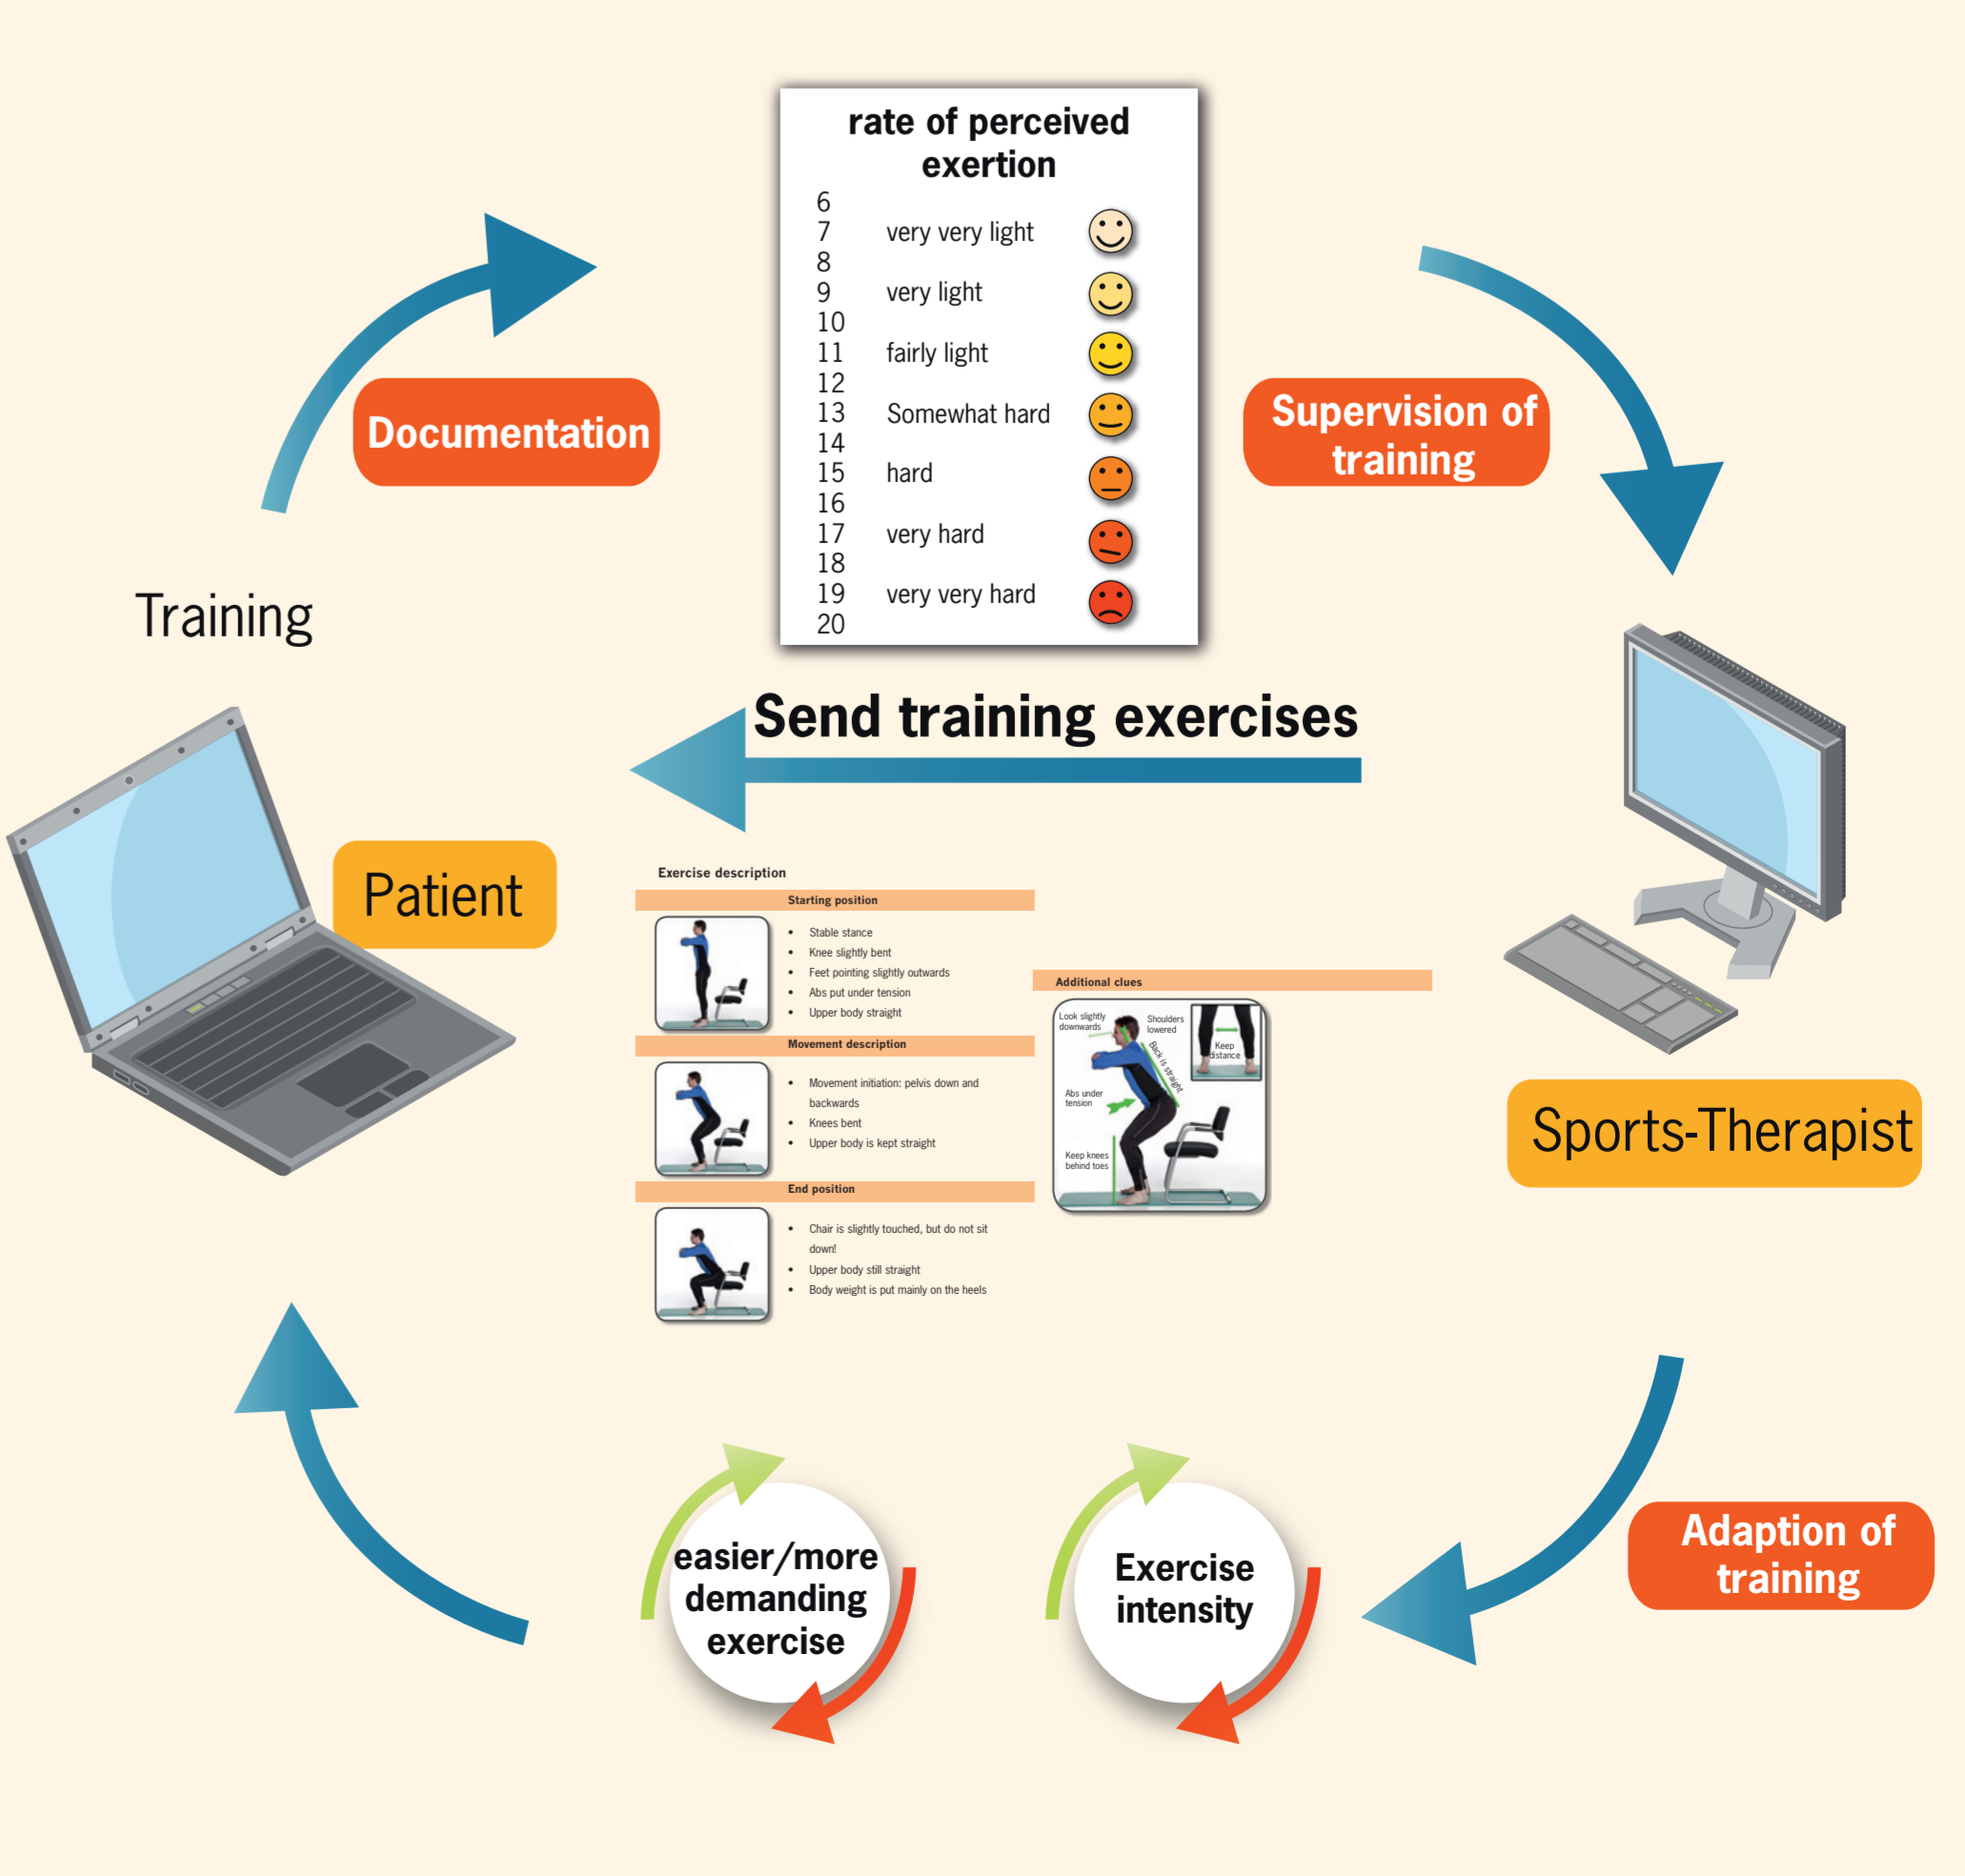 rate of perceived
exertion
6
7 very very light
8
9 very light
10
11 fairly light
12
13 Somewhat hard
14
15 hard
16
17 very hard
18
19 very very hard
20
Documentation
Supervision of
training
Training
Send training exercises
Patient
Sports-Therapist
Exercise description
Starting position
• Stable stance
• Knee slightly bent
• Feet pointing slightly outwards
• Abs put under tension
• Upper body straight
Movement description
• Movement initiation: pelvis down and
backwards
• Knees bent
• Upper body is kept straight
End position
• Chair is slightly touched, but do not sit
down!
• Upper body still straight
• Body weight is put mainly on the heels
Additional clues
Look slightly
downwards
Shoulders
lowered
Back is straight
Keep
distance
Abs under
tension
Keep knees
behind toes
easier/more
demanding
exercise
Exercise
intensity
Adaption of
training